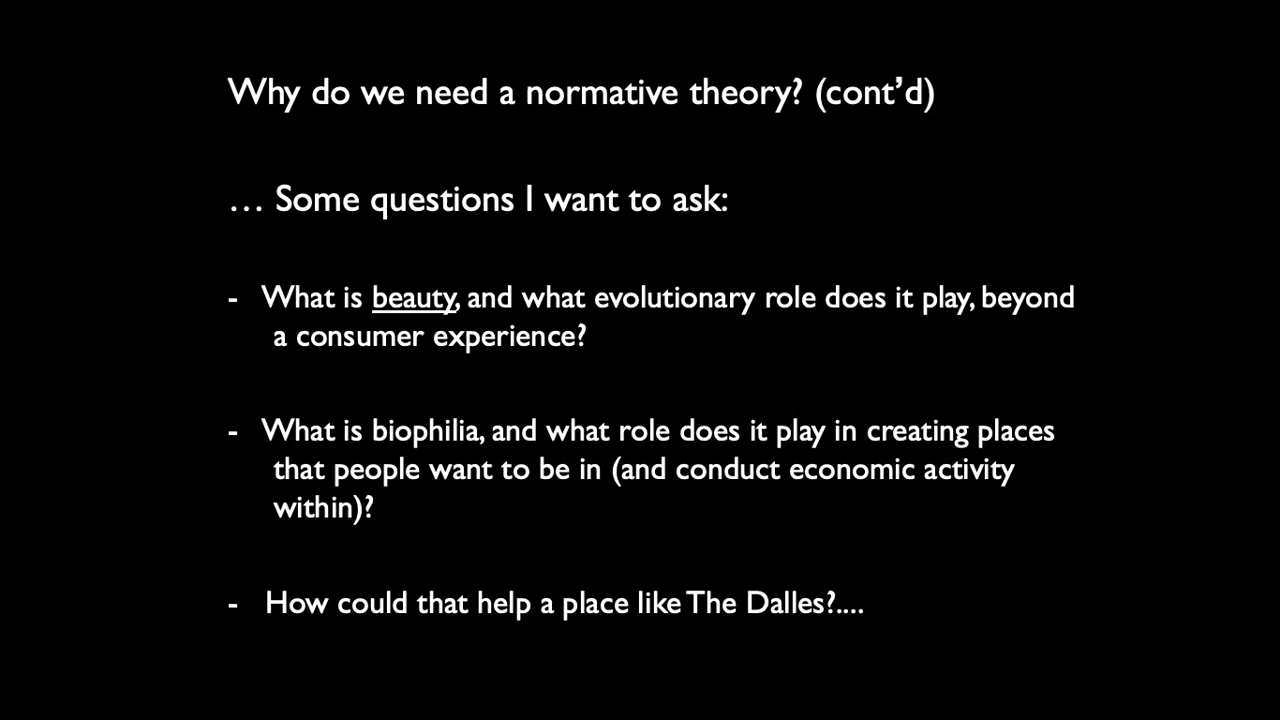 Why do we need a normative theory? (cont’d)
… Some questions I want to ask:
- What is beauty, and what evolutionary role does it play, beyond
a consumer experience?
- What is biophilia, and what role does it play in creating places
that people want to be in (and conduct economic activity
within)?
- How could that help a place like The Dalles?....